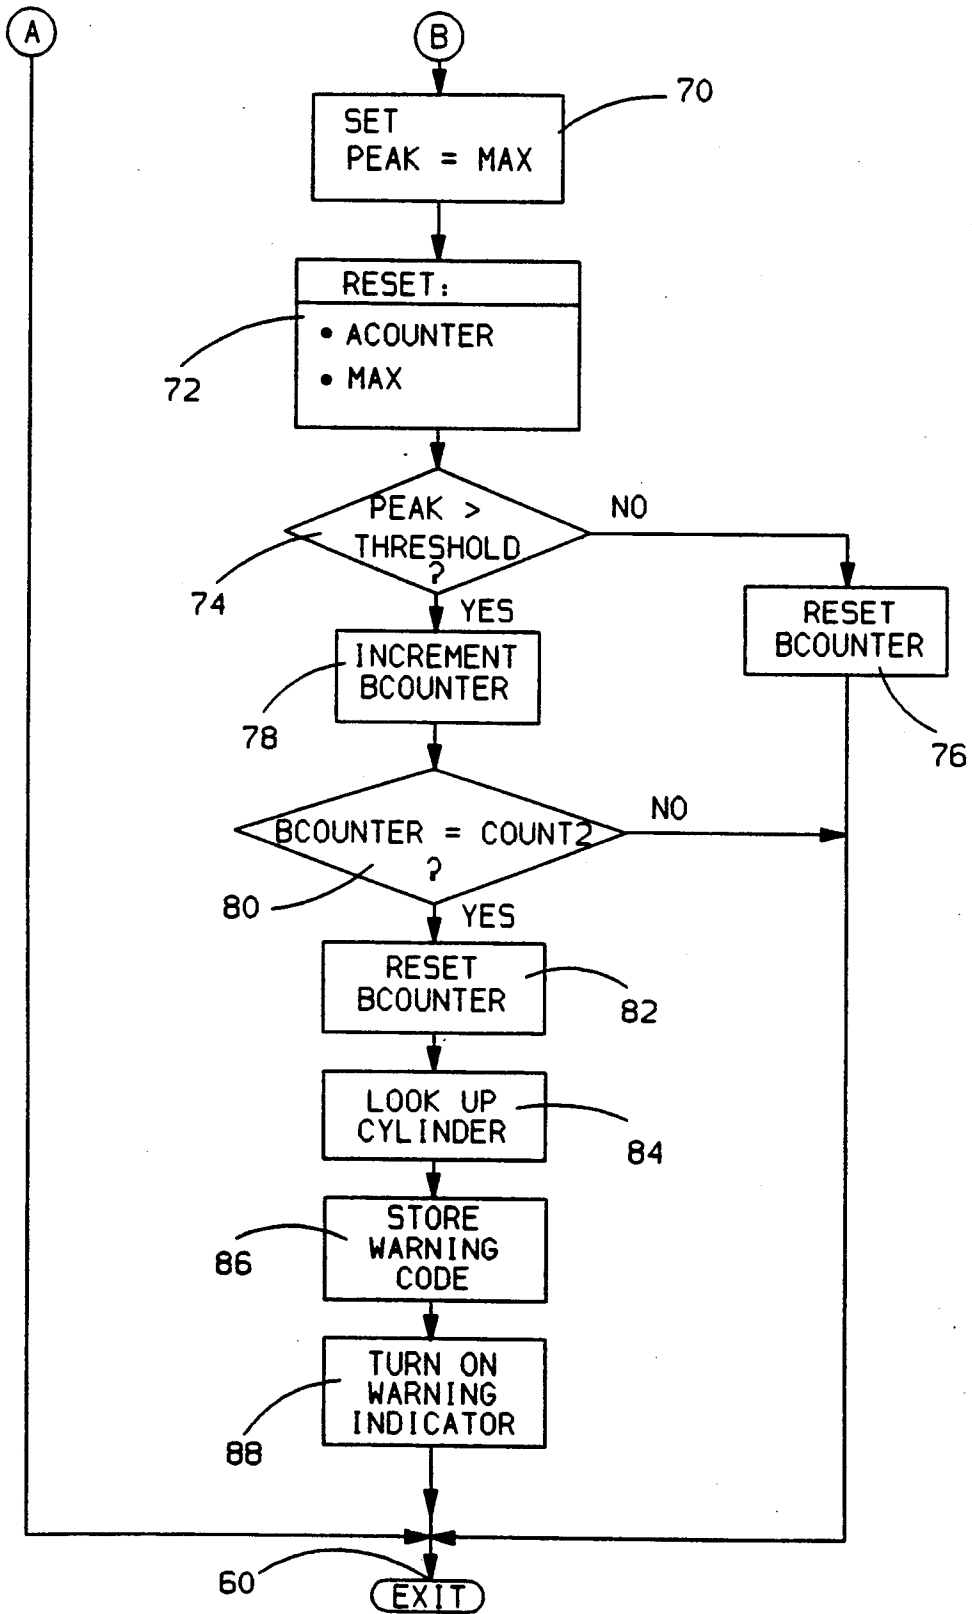 A
B
70
SET
PEAK = MAX
RESET:
• ACOUNTER
• MAX
72
PEAK >
THRESHOLD
?
NO
74
YES
RESET
BCOUNTER
76
INCREMENT
BCOUNTER
78
BCOUNTER = COUNT2
?
NO
80
YES
RESET
BCOUNTER
82
LOOK UP
CYLINDER
84
STORE
WARNING
CODE
86
TURN ON
WARNING
INDICATOR
88
60
EXIT